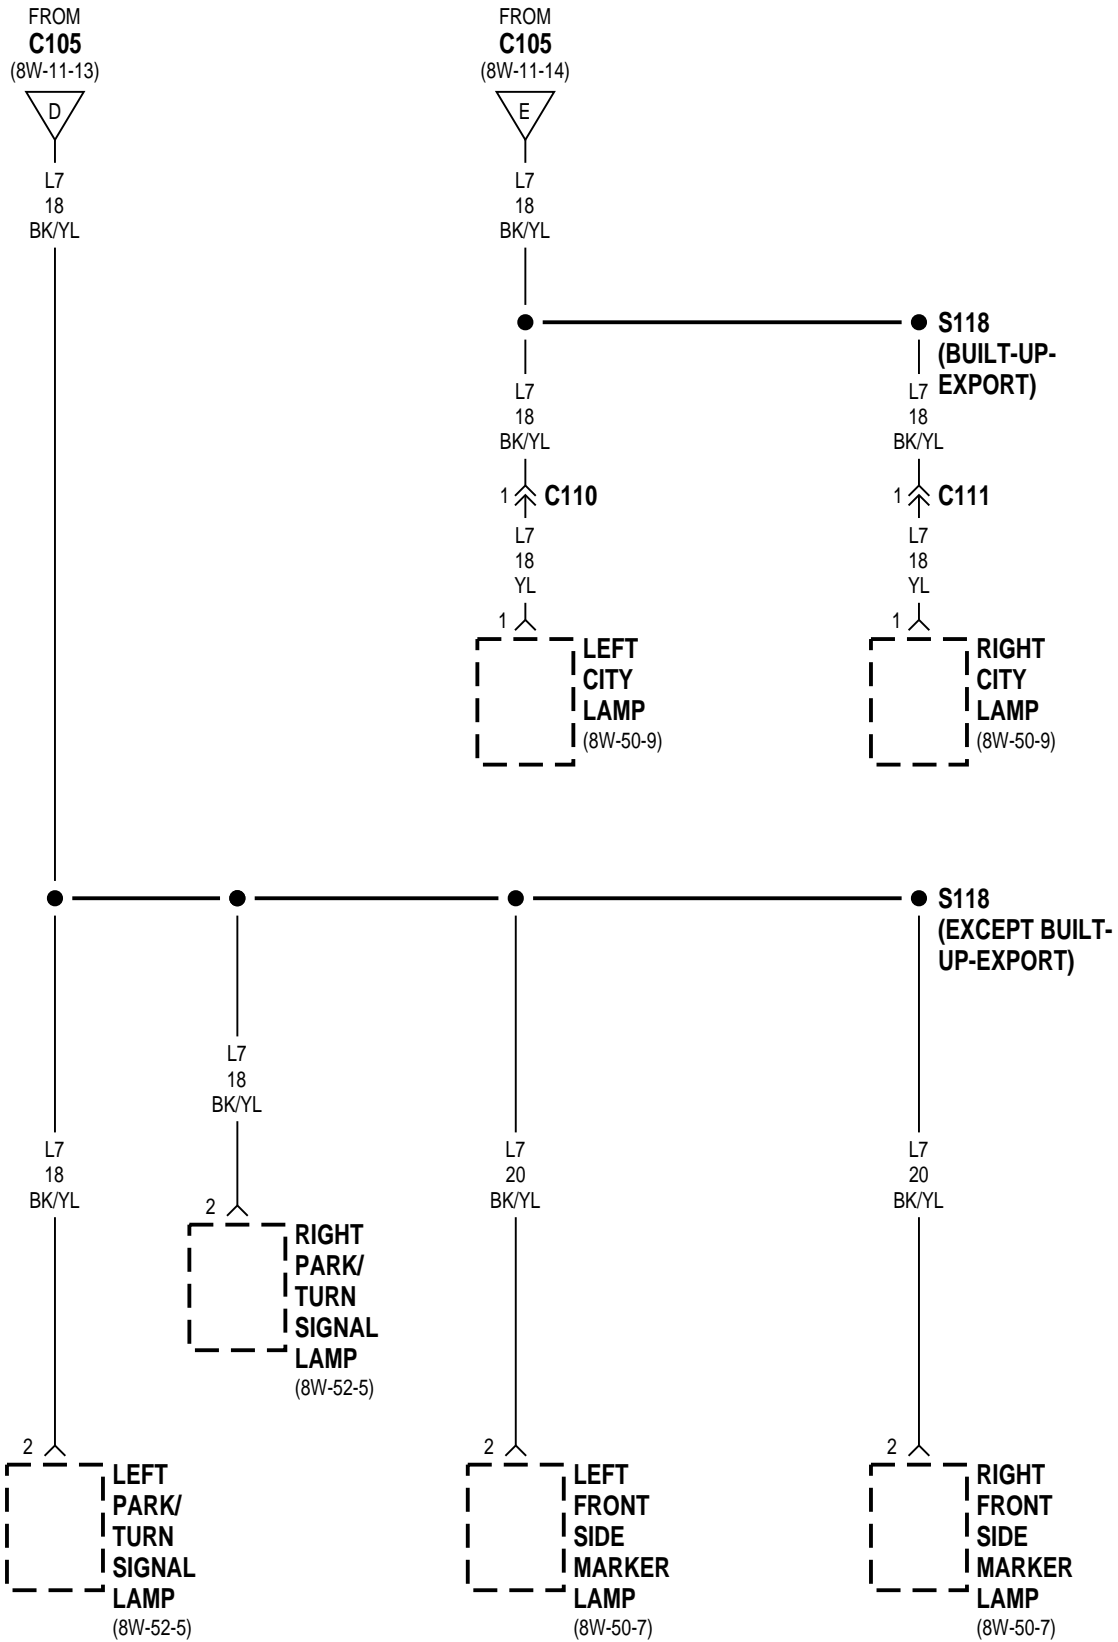 FROM
C105
(8W-11-13)
D
L7
18
BK/YL
FROM
C105
(8W-11-14)
E
L7
18
BK/YL
S118
(BUILT-UP-
EXPORT)
L7
18
BK/YL
1
C110
L7
18
YL
1
LEFT
CITY
LAMP
(8W-50-9)
L7
18
BK/YL
1
C111
L7
18
YL
1
RIGHT
CITY
LAMP
(8W-50-9)
S118
(EXCEPT BUILT-
UP-EXPORT)
L7
18
BK/YL
2
LEFT
PARK/
TURN
SIGNAL
LAMP
(8W-52-5)
L7
18
BK/YL
2
RIGHT
PARK/
TURN
SIGNAL
LAMP
(8W-52-5)
L7
20
BK/YL
2
LEFT
FRONT
SIDE
MARKER
LAMP
(8W-50-7)
L7
20
BK/YL
2
RIGHT
FRONT
SIDE
MARKER
LAMP
(8W-50-7)